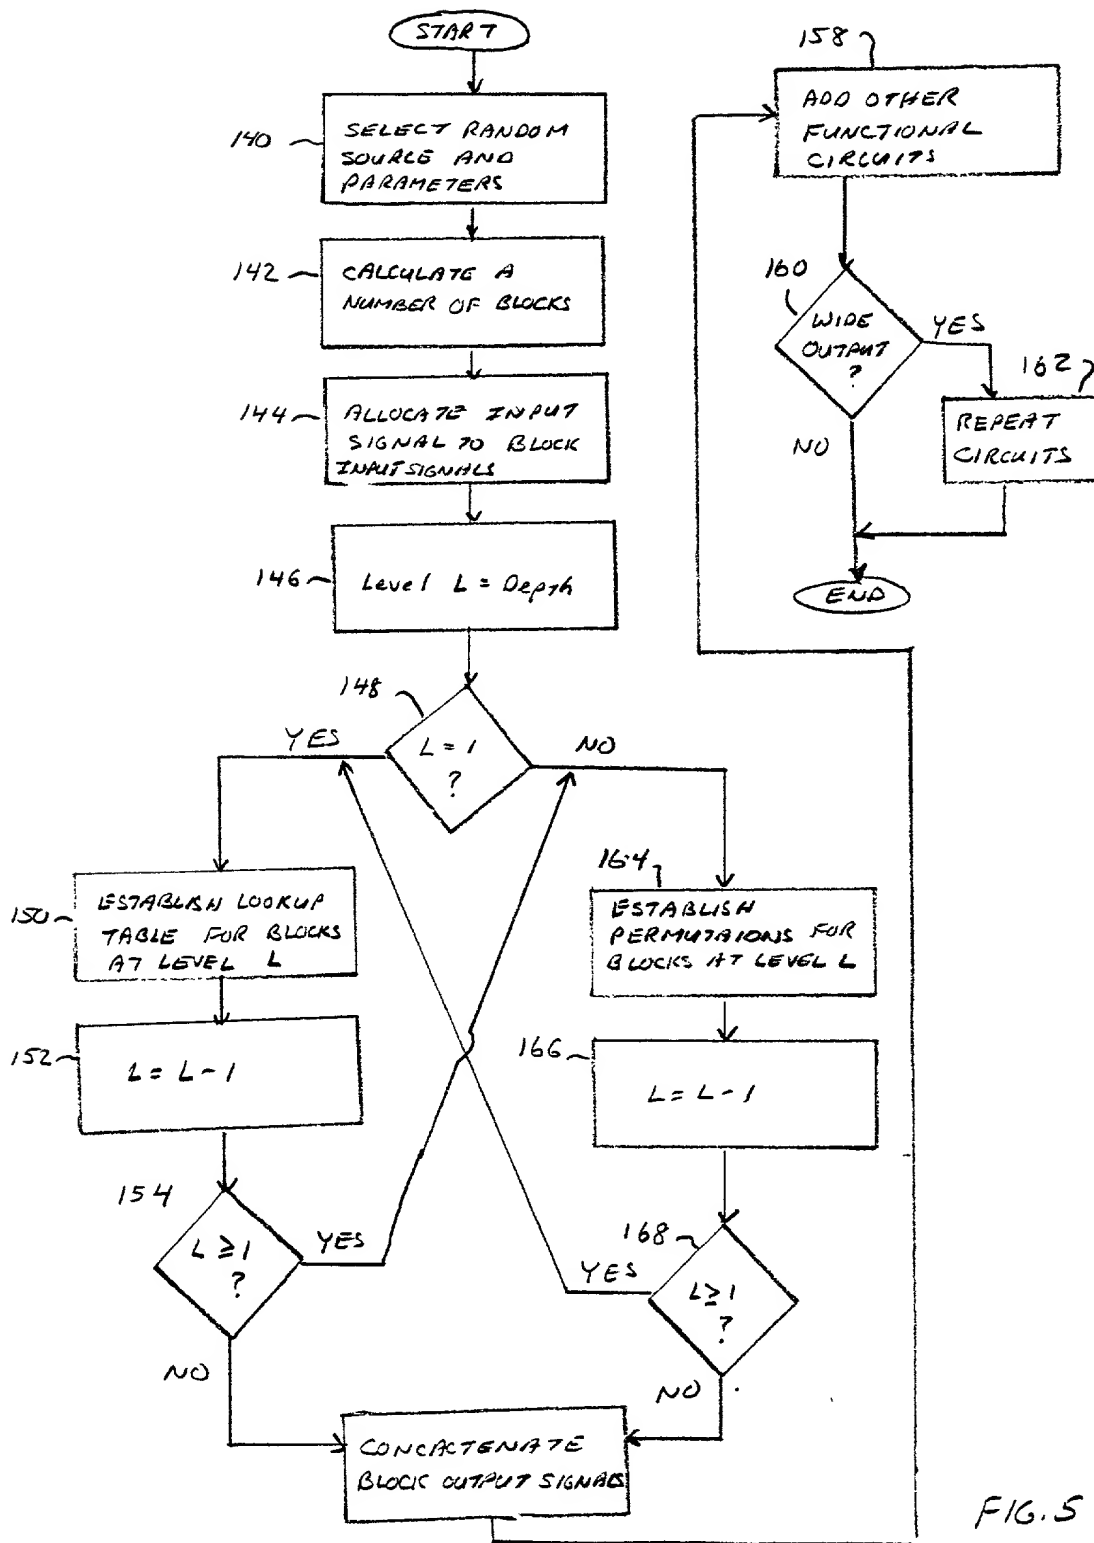 START
140
SELECT RANDOM
SOURCE AND
PARAMETERS
142
CALCULATE A
NUMBER OF BLOCKS
144
ALLOCATE INPUT
SIGNAL TO BLOCK
INPUT SIGNALS
146
Level L = Depth
148
L = 1
?
YES
NO
150
ESTABLISH LOOKUP
TABLE FOR BLOCKS
AT LEVEL L
152
L = L - 1
154
L ≥ 1
?
YES
NO
164
ESTABLISH
PERMUTAIONS FOR
BLOCKS AT LEVEL L
166
L = L - 1
168
L ≥ 1
?
YES
NO
CONCACTENATE
BLOCK OUTPUT SIGNALS
158
ADD OTHER
FUNCTIONAL
CIRCUITS
160
WIDE
OUTPUT
?
YES
NO
162
REPEAT
CIRCUITS
END
FIG. 5